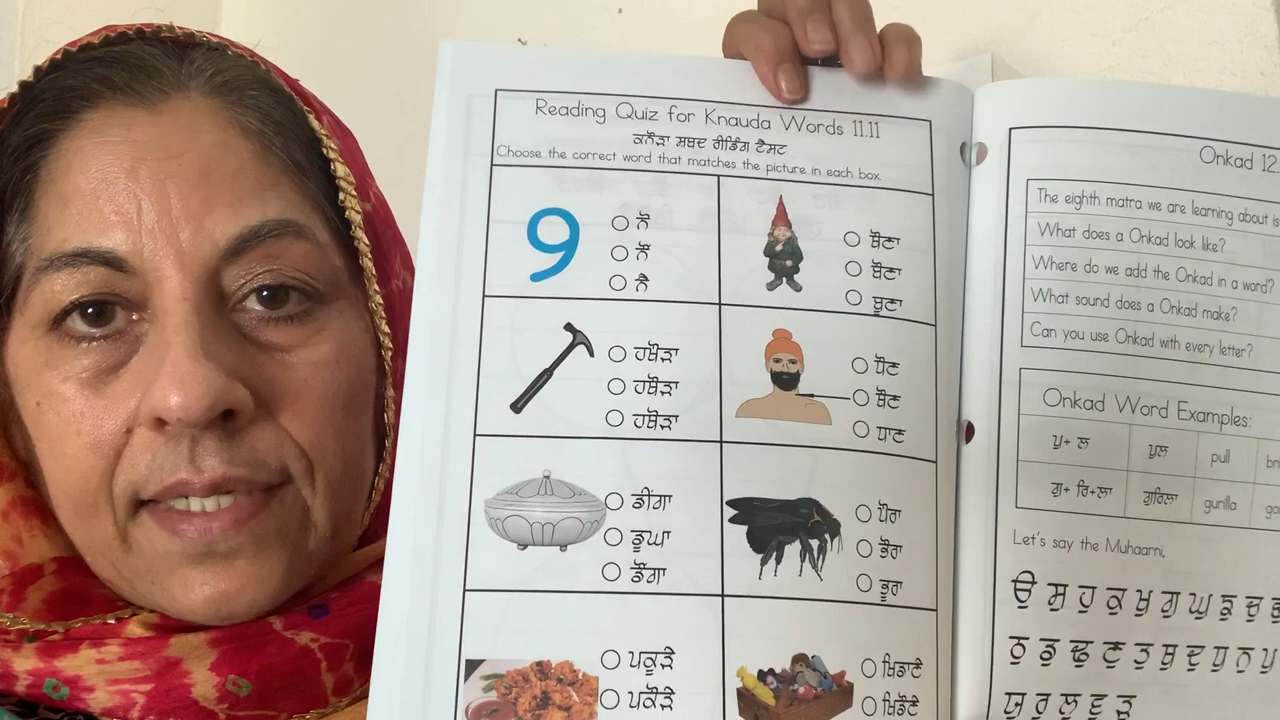 Reading Quiz for Knauda Words 11.11
ਕਨੌੜਾ ਸ਼ਬਦ ਰੀਡਿੰਗ ਟੈਸਟ
Choose the correct word that matches the picture in each box.
9
ਨੋ
ਨੌਂ
ਨੈ
ਬੌਣਾ
ਬੋਣਾ
ਬੂਣਾ
ਧੌਣ
ਬੌਣ
ਧਾਣ
ਡੀਂਗਾ
ਡੂਘਾ
ਡੌਂਗਾ
ਭੌਰਾ
ਭੂਰਾ
ਪਕੂੜੇ
ਪਕੌੜੇ
ਖਿਡਾਣੇ
ਖਿਡੌਣੇ
Onkad 12.
The eighth matra we are learning about is
What does a Onkad look like?
Where do we add the Onkad in a word?
What sound does a Onkad make?
Can you use Onkad with every letter?
Onkad Word Examples:
ਪੁ+ ਲ ਪੁਲ pull
ਗੁ+ ਰਿ+ਲਾ ਗੁਰਿਲਾ gurilla
Let's say the Muhaarni.
ੳੁ ਸੁ ਹੁ ਕੁ ਖੁ ਗੁ ਘੁ ਙੁ ਚੁ ਛੁ
ਠੁ ਡੁ ਢੁ ਣੁ ਤੁ ਥੁ ਦੁ ਧੁ ਨੁ ਪੁ
ਯੁ ਰੁ ਲੁ ਵੁ ੜੁ